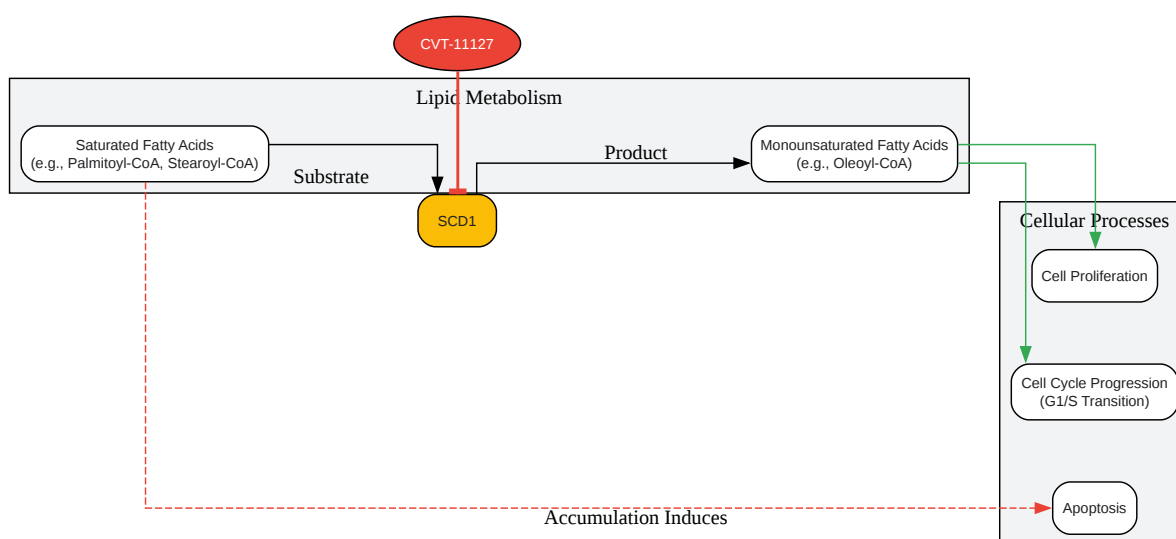 CVT-11127
Lipid Metabolism
Saturated Fatty Acids
(e.g., Palmitoyl-CoA, Stearoyl-CoA)
Substrate
Product
Monounsaturated Fatty Acids
(e.g., Oleoyl-CoA)
SCD1
Cellular Processes
Cell Proliferation
Cell Cycle Progression
(G1/S Transition)
Apoptosis
Accumulation Induces